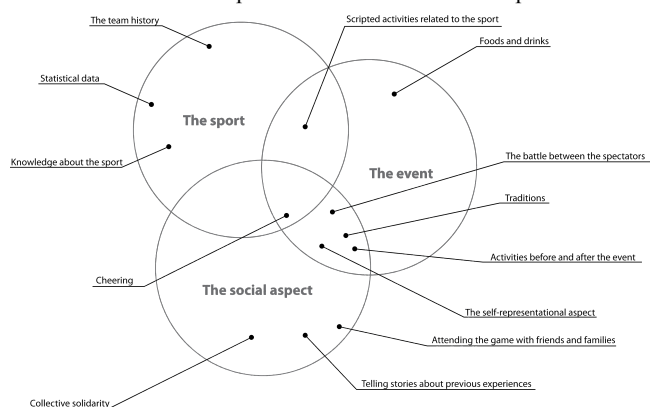 The team history
Scripted activities related to the sport
Foods and drinks
Statistical data
The sport
Knowledge about the sport
The battle between the spectators
The event
Traditions
Activities before and after the event
Cheering
The social aspect
The self-representational aspect
Attending the game with friends and families
Telling stories about previous experiences
Collective solidarity